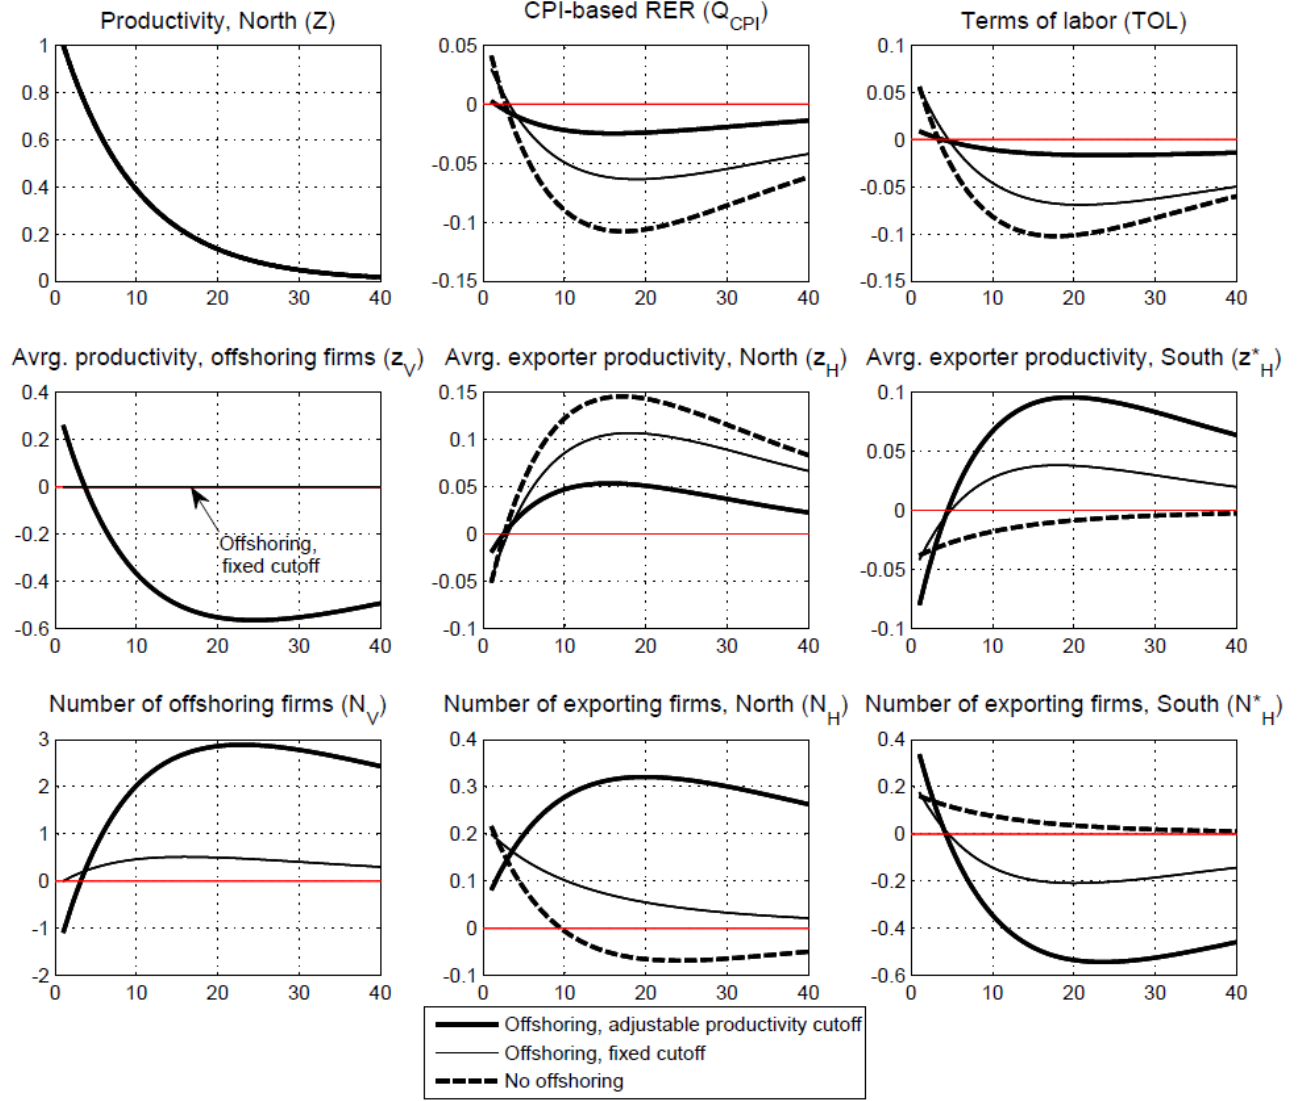 Productivity, North (Z)
CPI-based RER (Q_CPI)
Terms of labor (TOL)
1
0.8
0.6
0.4
0.2
0
0 10 20 30 40
0.05
0
-0.05
-0.1
-0.15
0 10 20 30 40
0.1
0.05
0
-0.05
-0.1
-0.15
0 10 20 30 40
Avrg. productivity, offshoring firms (z_V)
Avrg. exporter productivity, North (z_H)
Avrg. exporter productivity, South (z*_H)
0.4
0.2
0
-0.2
-0.4
-0.6
0 10 20 30 40
Offshoring,
fixed cutoff
0.15
0.1
0.05
0
-0.05
-0.1
0 10 20 30 40
0.1
0.05
0
-0.05
-0.1
0 10 20 30 40
Number of offshoring firms (N_V)
Number of exporting firms, North (N_H)
Number of exporting firms, South (N*_H)
3
2
1
0
-1
-2
0 10 20 30 40
0.4
0.3
0.2
0.1
0
-0.1
0 10 20 30 40
0.4
0.2
0
-0.2
-0.4
-0.6
0 10 20 30 40
Offshoring, adjustable productivity cutoff
Offshoring, fixed cutoff
No offshoring